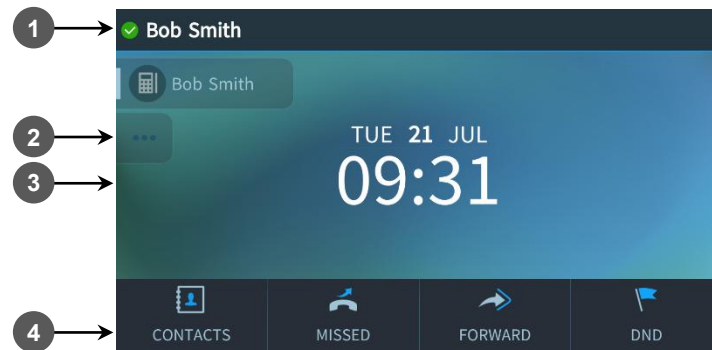 1
Bob Smith
Bob Smith
2
TUE 21 JUL
3
09:31
4
CONTACTS MISSED FORWARD DND